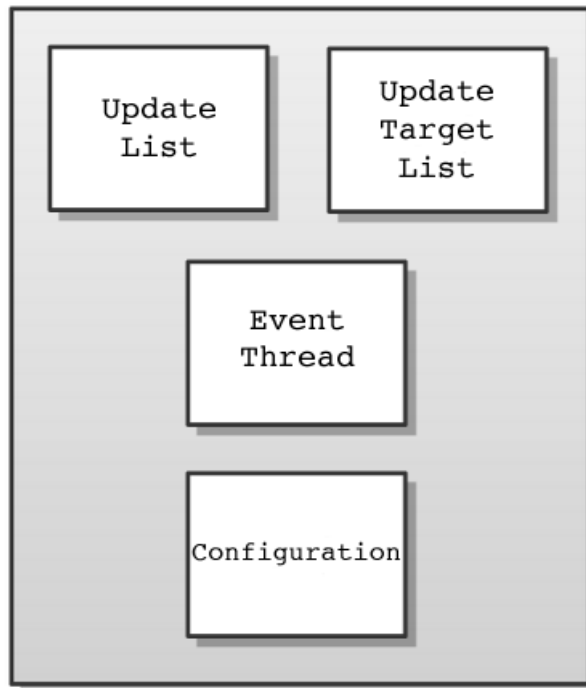 Update
List
Update
Target
List
Event
Thread
Configuration